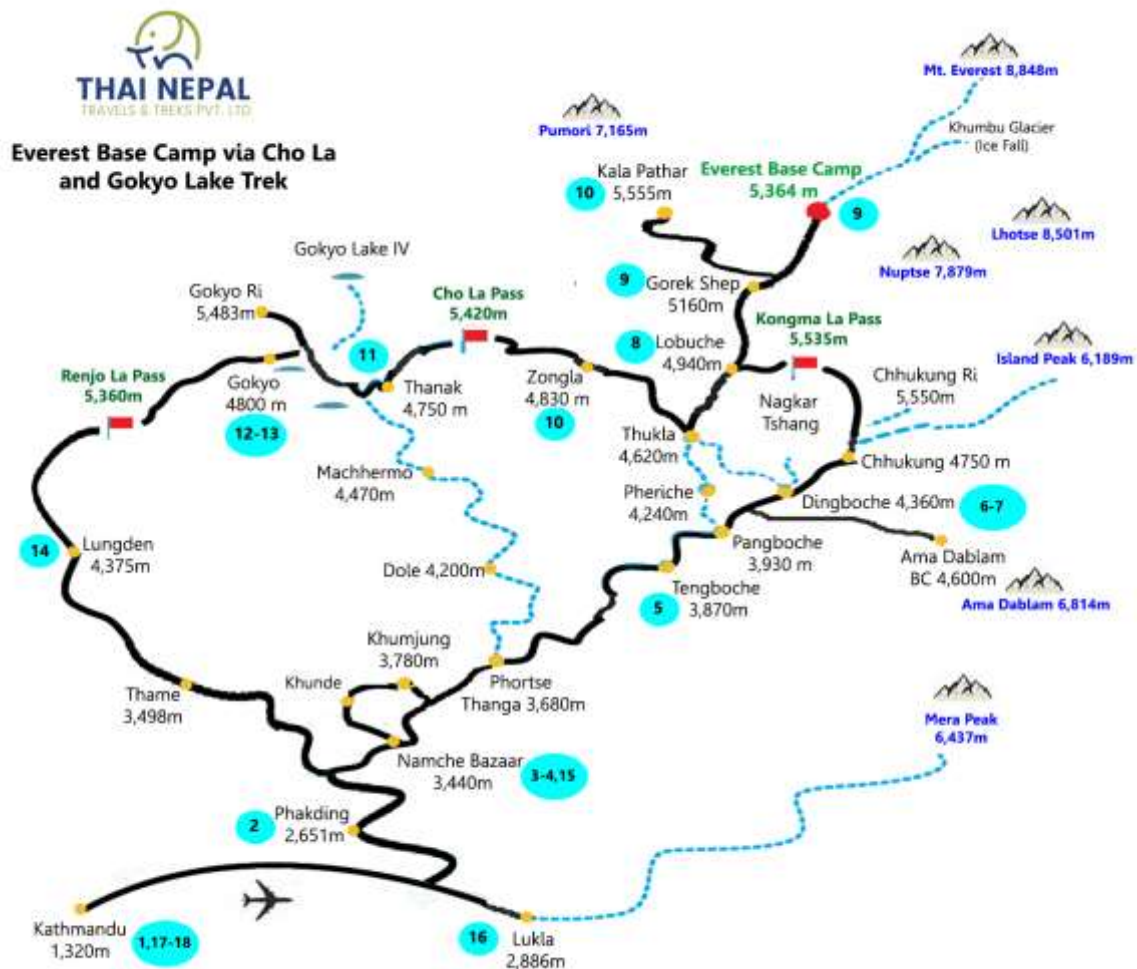 THAI NEPAL
TRAVELS & TREKS PVT. LTD
Everest Base Camp via Cho La
and Gokyo Lake Trek
Mt. Everest 8,848m
Khumbu Glacier
(Ice Fall)
Pumori 7,165m
Kala Pathar
5,555m
10
Everest Base Camp
5,364 m
9
Lhotse 8,501m
Nuptse 7,879m
Gokyo Lake IV
Gokyo Ri
5,483m
Cho La Pass
5,420m
9
Gorek Shep
5160m
Kongma La Pass
5,535m
Island Peak 6,189m
Renjo La Pass
5,360m
Gokyo
4800 m
12-13
11
Thanak
4,750 m
Zongla
4,830 m
10
8
Lobuche
4,940m
Nagkar
Tshang
Chhukung Ri
5,550m
Thukla
4,620m
Chhukung 4750 m
Machhermo
4,470m
Pheriche
4,240m
Dingboche 4,360m
6-7
14
Lungden
4,375m
Dole 4,200m
Pangboche
3,930 m
Ama Dablam
BC 4,600m
Ama Dablam 6,814m
Tengboche
3,870m
5
Khumjung
3,780m
Khunde
Phortse
Thanga 3,680m
Thame
3,498m
Mera Peak
6,437m
Namche Bazaar
3,440m
3-4,15
2
Phakding
2,651m
Kathmandu
1,320m
1,17-18
16
Lukla
2,886m